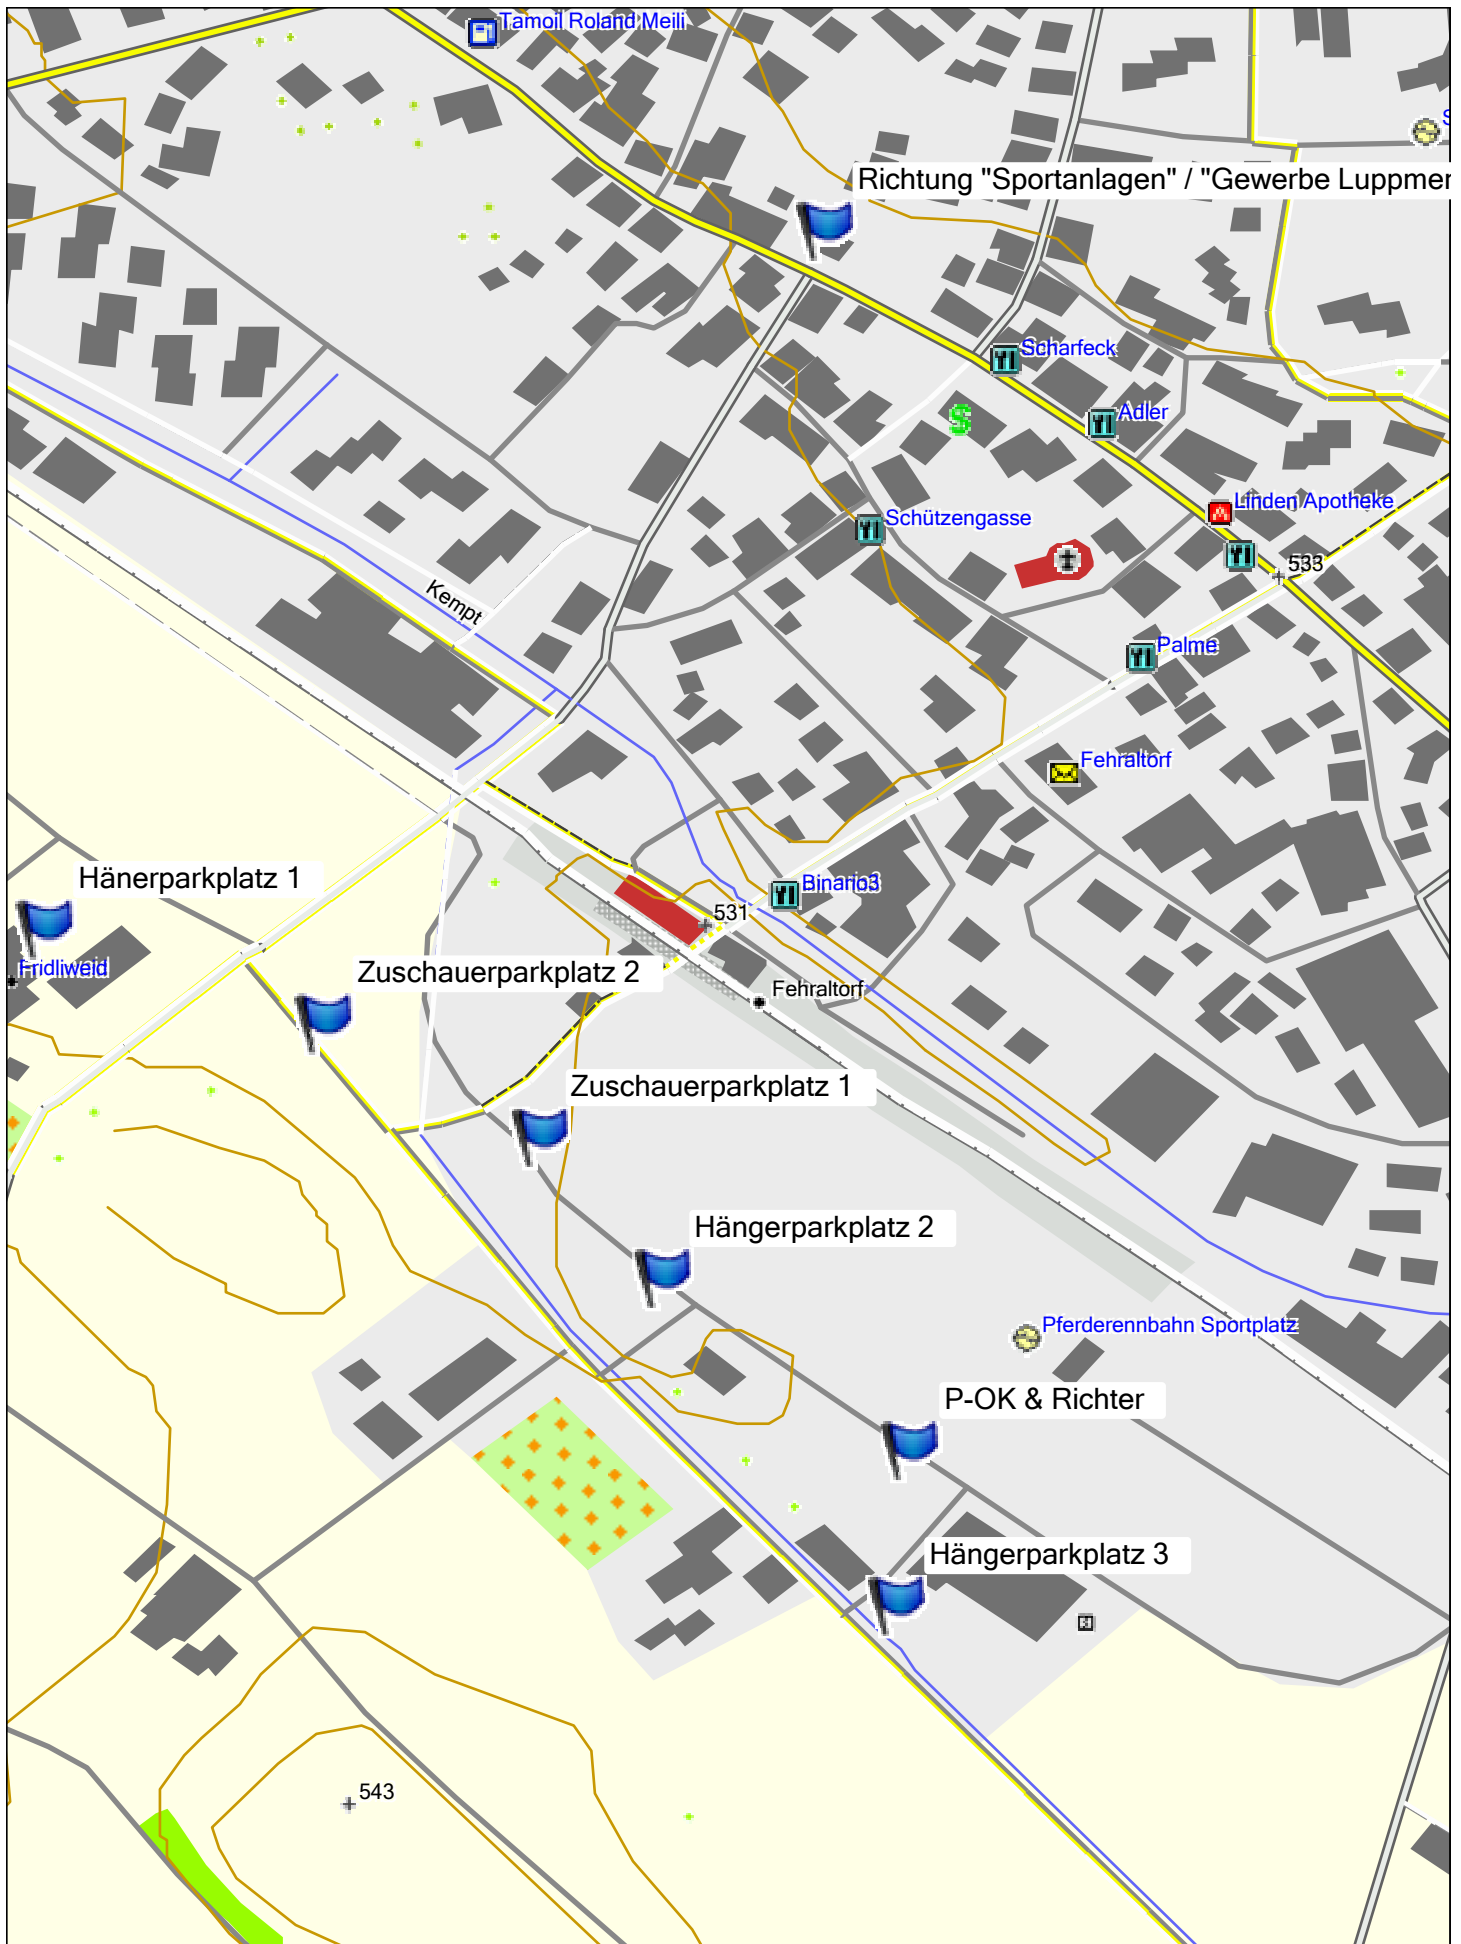 Tamoil Roland Meili
S
Richtung "Sportanlagen" / "Gewerbe Luppmen
Scharfeck
Adler
Linden Apotheke
Schützengasse
533
Kempt
Palme
Fehraltorf
Hänerparkplatz 1
Binario3
531
Fridliweid
Zuschauerparkplatz 2
Fehraltorf
Zuschauerparkplatz 1
Hängerparkplatz 2
Pferderennbahn Sportplatz
P-OK & Richter
Hängerparkplatz 3
543